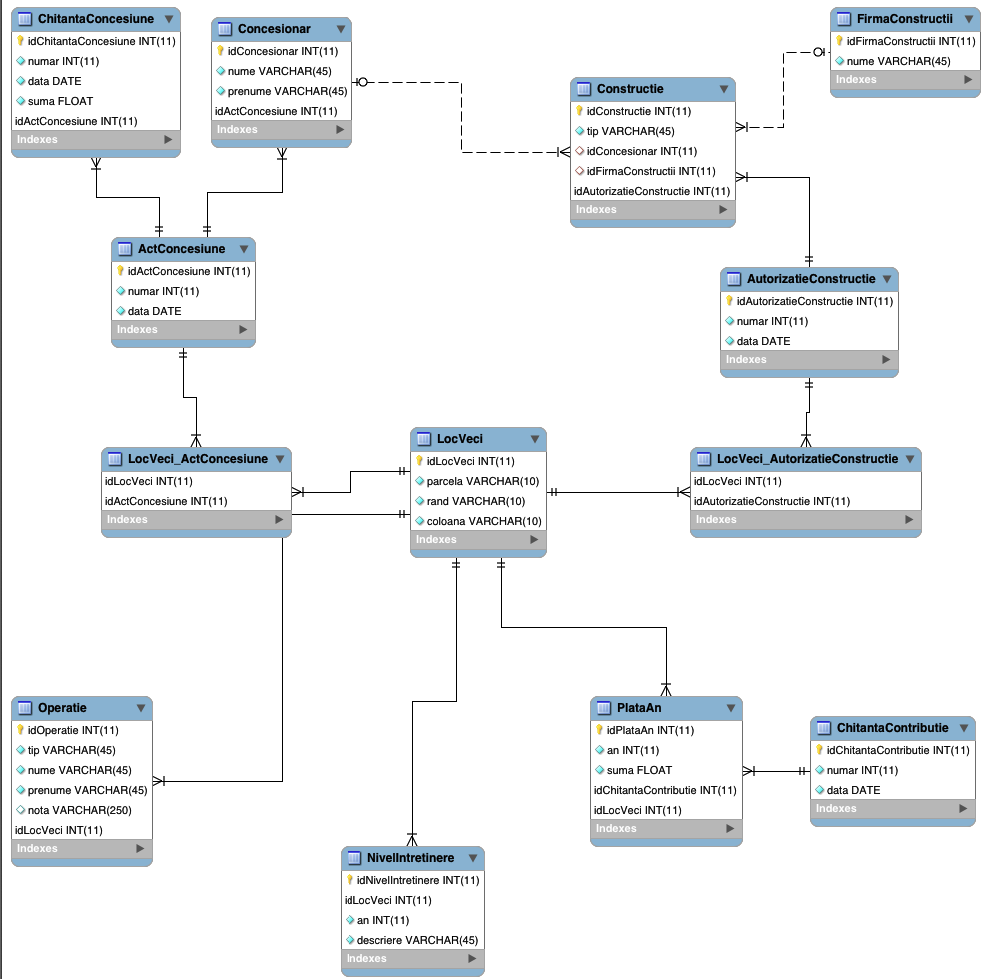 ChitantaConcesiune
idChitantaConcesiune INT(11)
numar INT(11)
data DATE
suma FLOAT
idActConcesiune INT(11)
Indexes
Concesionar
idConcesionar INT(11)
nume VARCHAR(45)
prenume VARCHAR(45)
idActConcesiune INT(11)
Indexes
FirmaConstructii
idFirmaConstructii INT(11)
nume VARCHAR(45)
Indexes
Constructie
idConstructie INT(11)
tip VARCHAR(45)
idConcesionar INT(11)
idFirmaConstructii INT(11)
idAutorizatieConstructie INT(11)
Indexes
ActConcesiune
idActConcesiune INT(11)
numar INT(11)
data DATE
Indexes
AutorizatieConstructie
idAutorizatieConstructie INT(11)
numar INT(11)
data DATE
Indexes
LocVeci_ActConcesiune
idLocVeci INT(11)
idActConcesiune INT(11)
Indexes
LocVeci
idLocVeci INT(11)
parcela VARCHAR(10)
rand VARCHAR(10)
coloana VARCHAR(10)
Indexes
LocVeci_AutorizatieConstructie
idLocVeci INT(11)
idAutorizatieConstructie INT(11)
Indexes
Operatie
idOperatie INT(11)
tip VARCHAR(45)
nume VARCHAR(45)
prenume VARCHAR(45)
nota VARCHAR(250)
idLocVeci INT(11)
Indexes
PlataAn
idPlataAn INT(11)
an INT(11)
suma FLOAT
idChitantaContributie INT(11)
idLocVeci INT(11)
Indexes
ChitantaContributie
idChitantaContributie INT(11)
numar INT(11)
data DATE
Indexes
NivelIntretinere
idNivelIntretinere INT(11)
idLocVeci INT(11)
an INT(11)
descriere VARCHAR(45)
Indexes